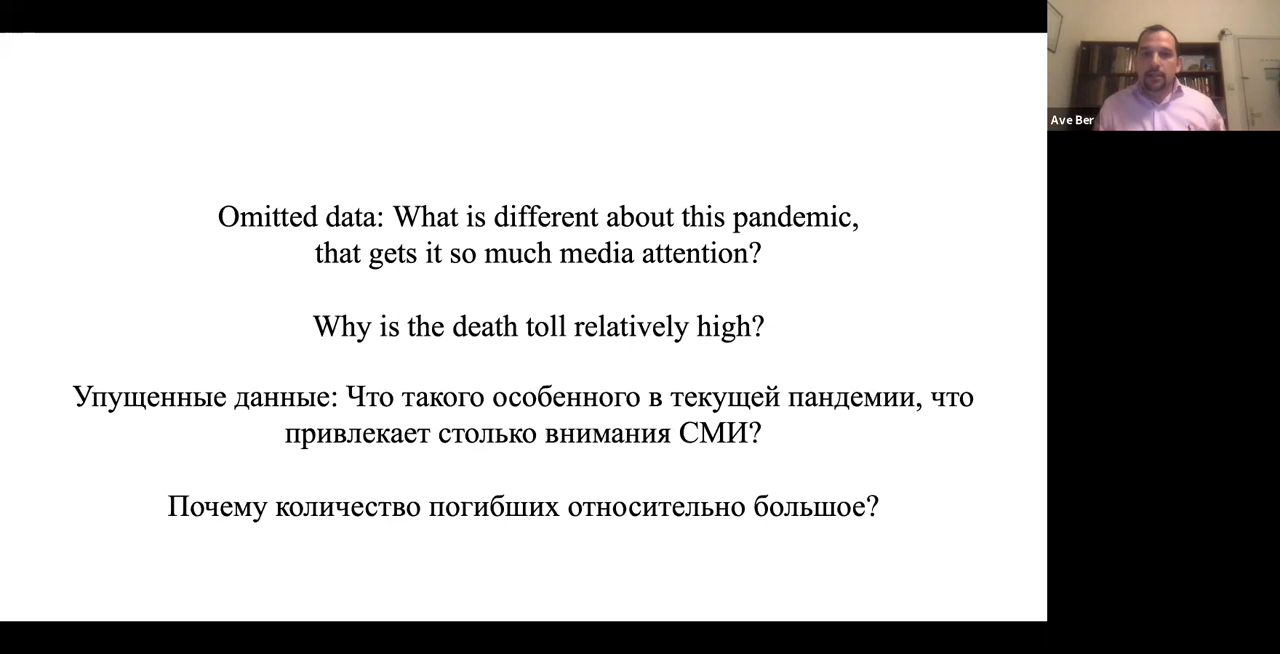 Omitted data: What is different about this pandemic,
that gets it so much media attention?
Why is the death toll relatively high?
Упущенные данные: Что такого особенного в текущей пандемии, что
привлекает столько внимания СМИ?
Почему количество погибших относительно большое?
Ave Ber